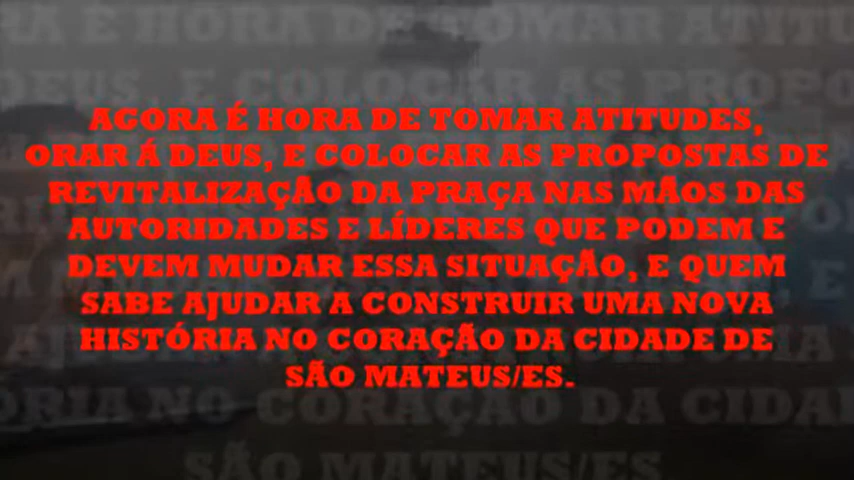 AGORA É HORA DE TOMAR ATITUDES,
ORAR Á DEUS, E COLOCAR AS PROPOSTAS DE
REVITALIZAÇÃO DA PRAÇA NAS MÃOS DAS
AUTORIDADES E LÍDERES QUE PODEM E
DEVEM MUDAR ESSA SITUAÇÃO, E QUEM
SABE AJUDAR A CONSTRUIR UMA NOVA
HISTÓRIA NO CORAÇÃO DA CIDADE DE
SÃO MATEUS/ES.